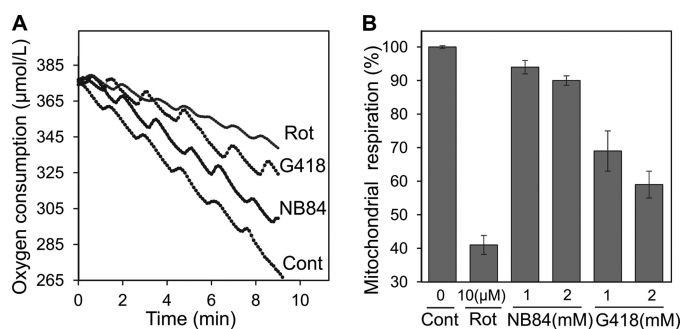 A
Oxygen consumption (µmol/L)
385
365
345
325
305
285
265
Rot
G418
NB84
Cont
0 2 4 6 8 10
Time (min)
B
Mitochondrial respiration (%)
100
90
80
70
60
50
40
30
0 10(µM) 1 2 1 2
Cont Rot NB84(mM) G418(mM)